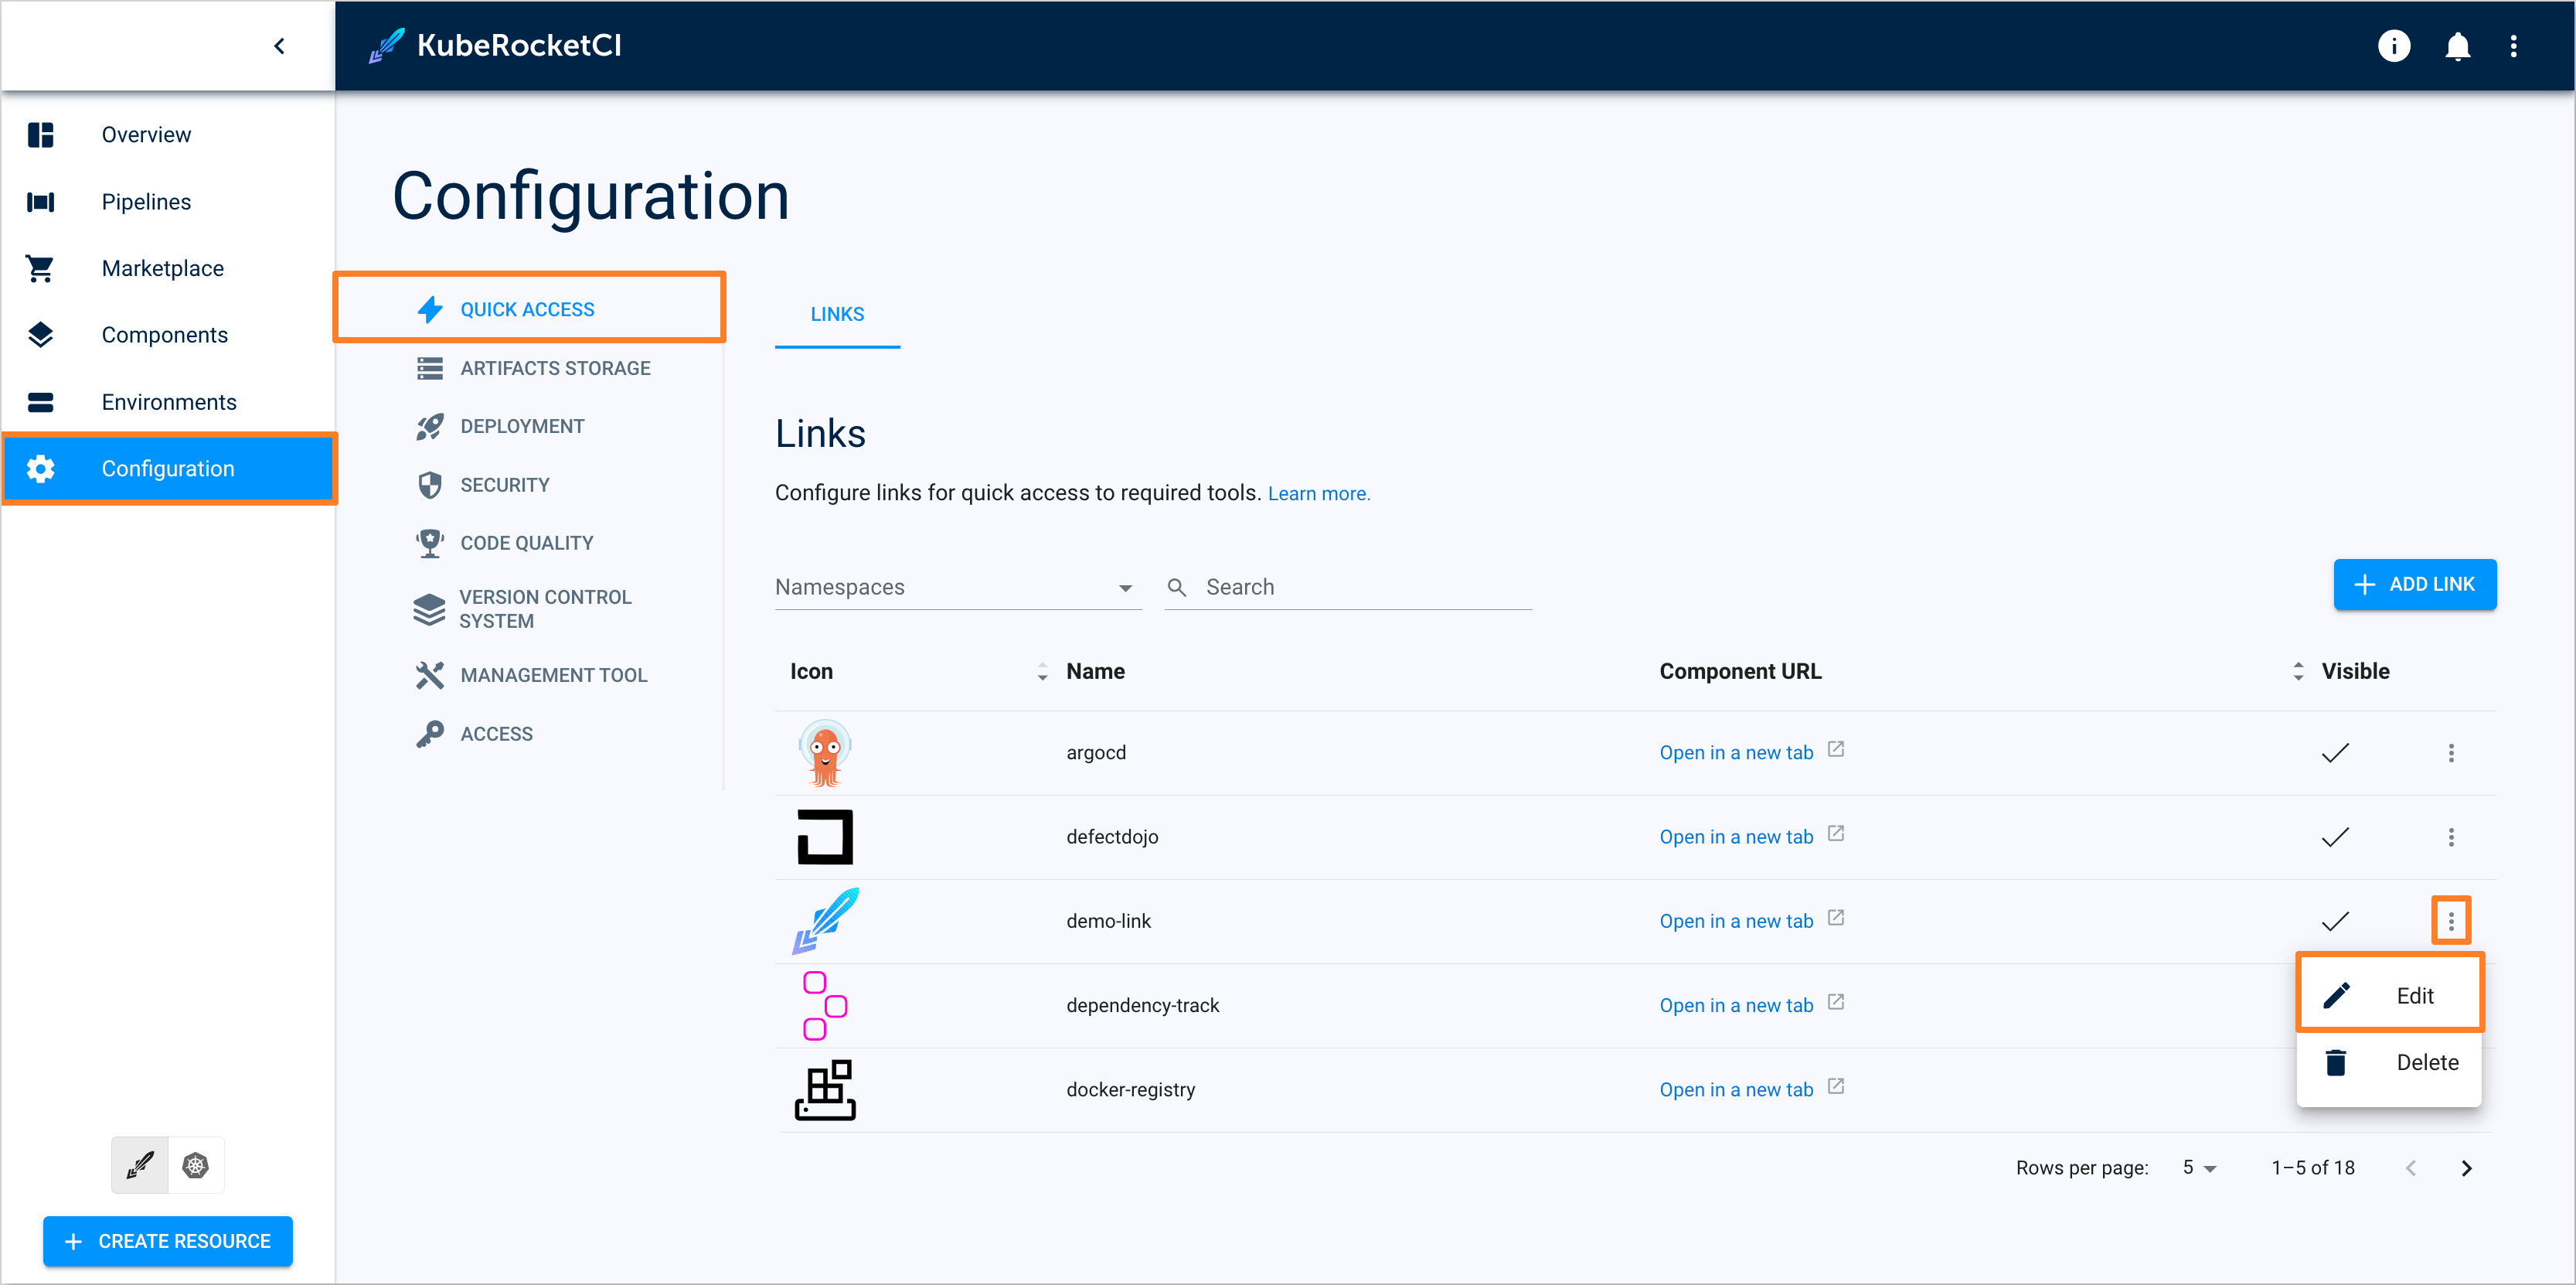 KubeRocketCI
Overview
Pipelines
Marketplace
Components
Environments
Configuration
CREATE RESOURCE
Configuration
QUICK ACCESS
ARTIFACTS STORAGE
DEPLOYMENT
SECURITY
CODE QUALITY
VERSION CONTROL
SYSTEM
MANAGEMENT TOOL
ACCESS
LINKS
Links
Configure links for quick access to required tools. Learn more.
Namespaces Search ADD LINK
Icon Name Component URL Visible
argocd Open in a new tab
defectdojo Open in a new tab
demo-link Open in a new tab
Edit
dependency-track Open in a new tab
Delete
docker-registry Open in a new tab
Rows per page: 5 1–5 of 18